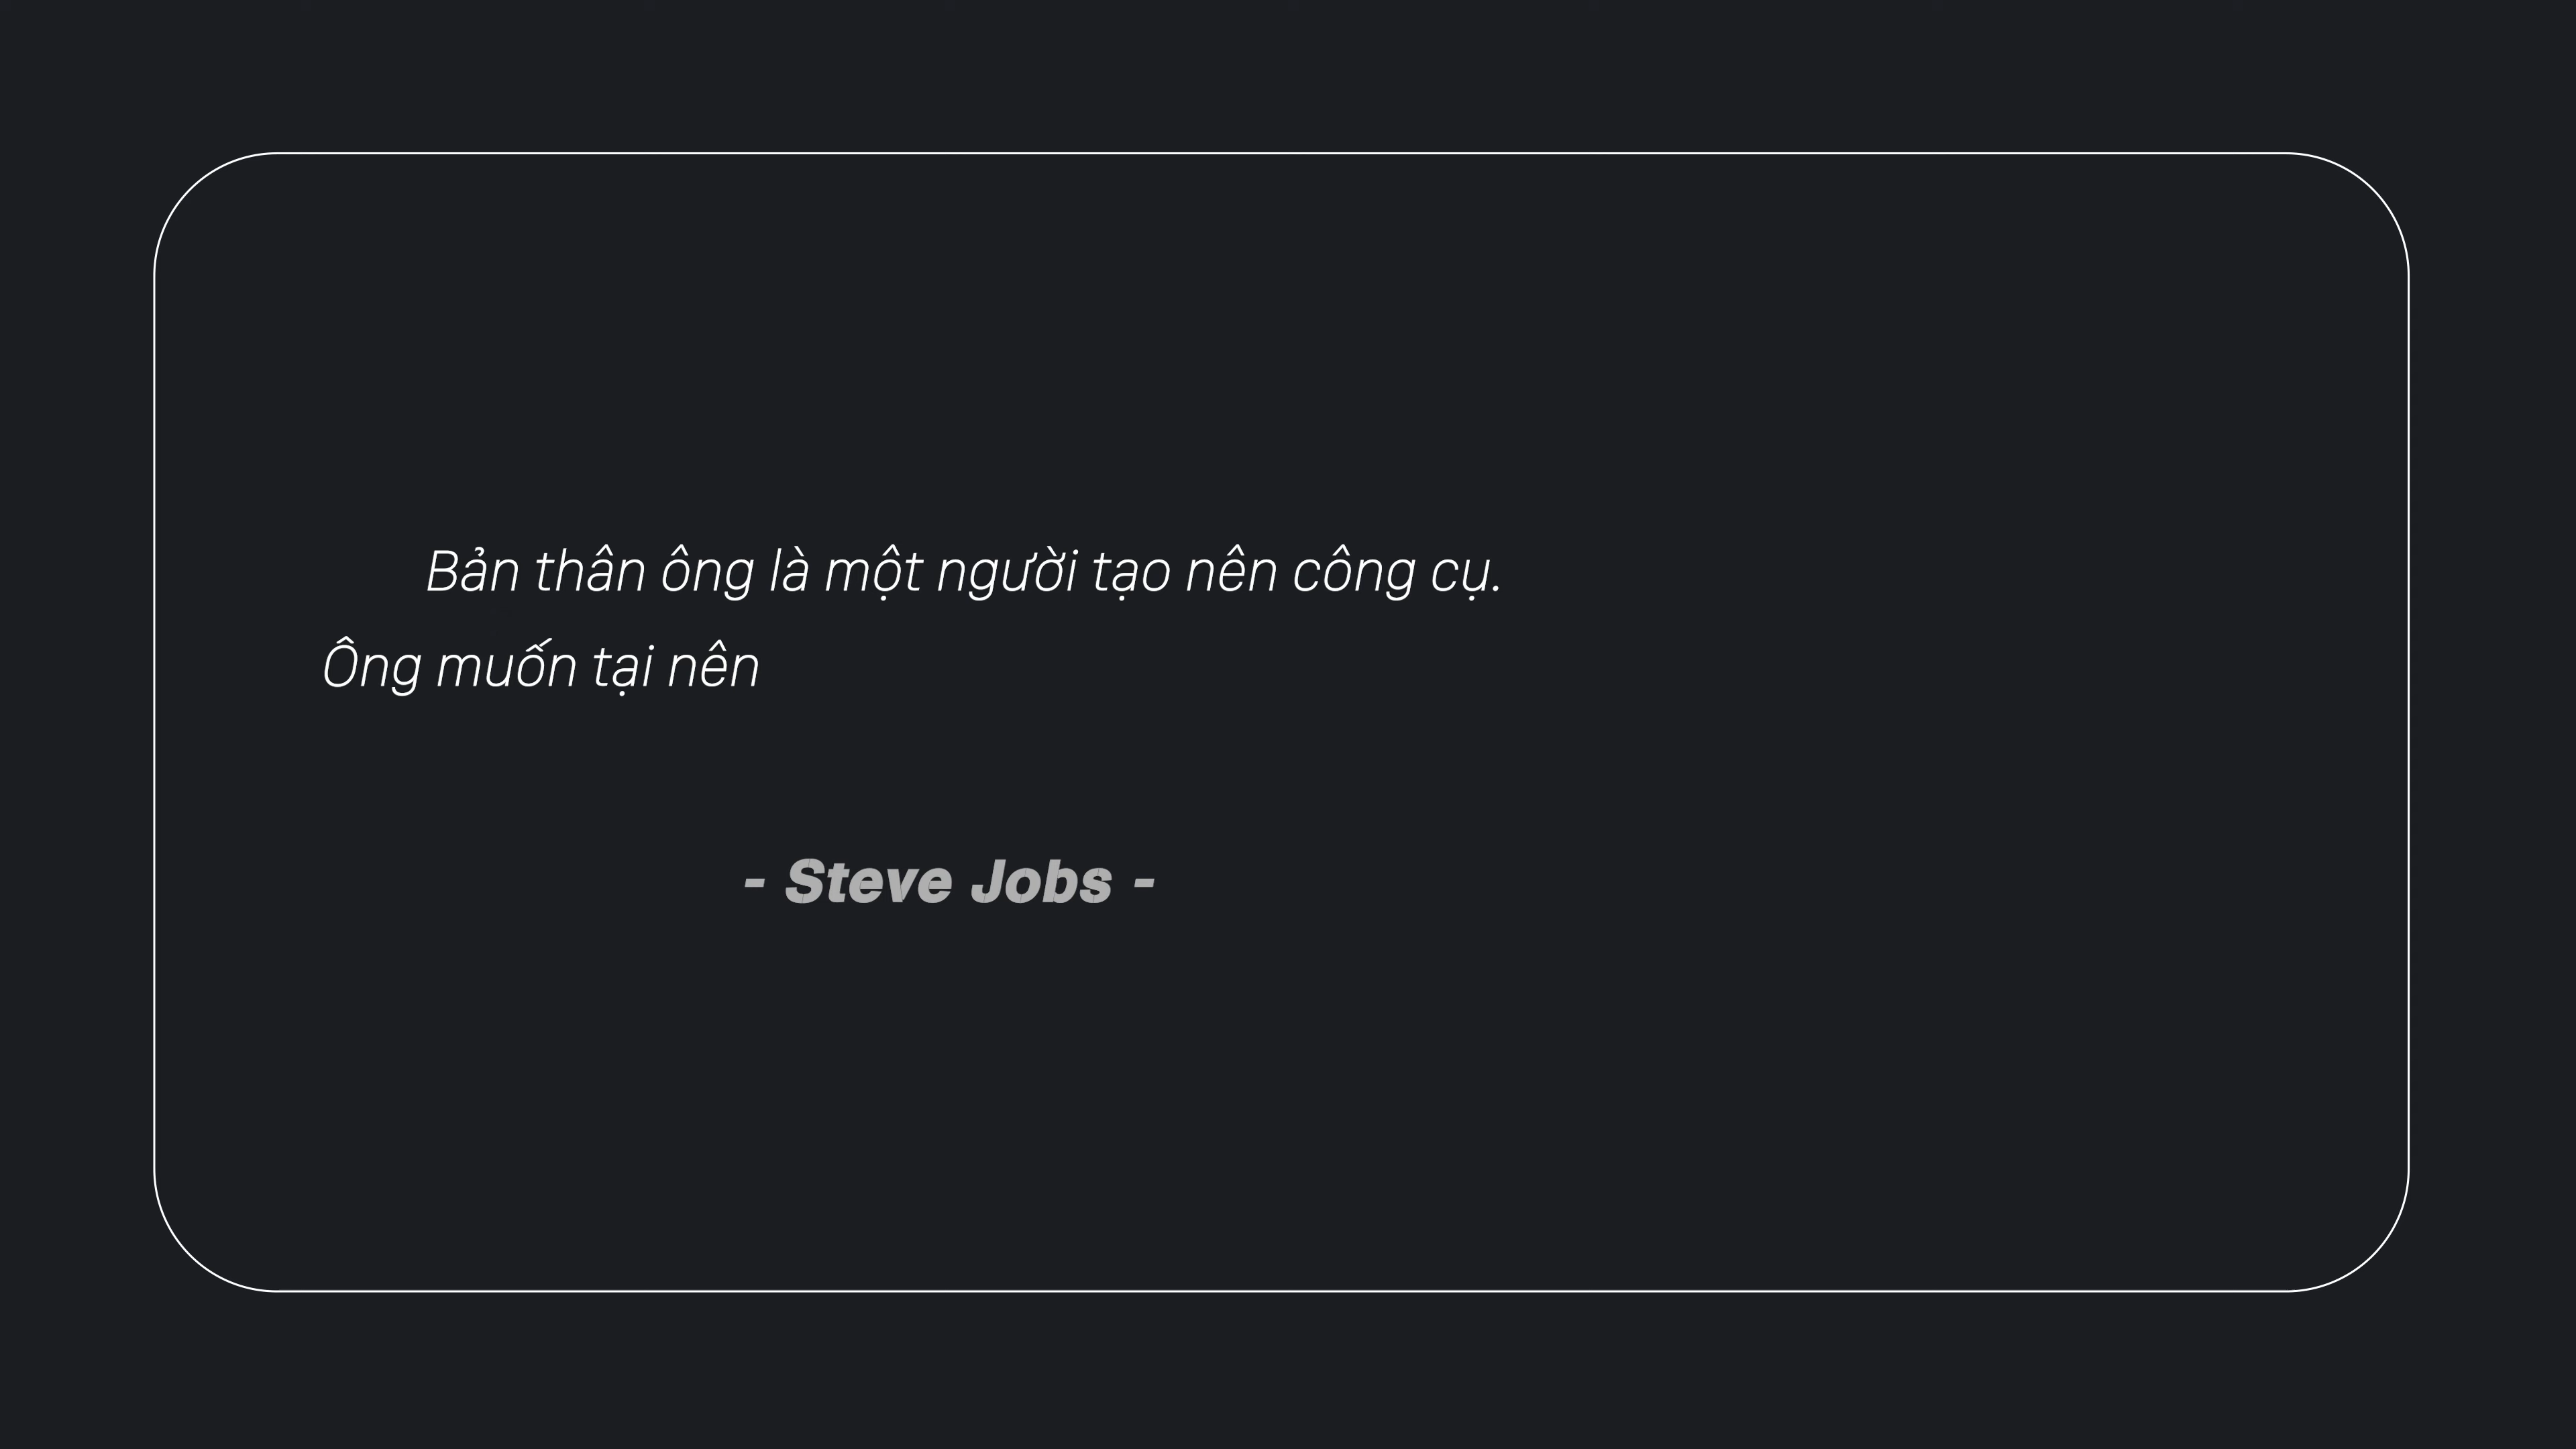 Bản thân ông là một người tạo nên công cụ.
Ông muốn tại nên
- Steve Jobs -